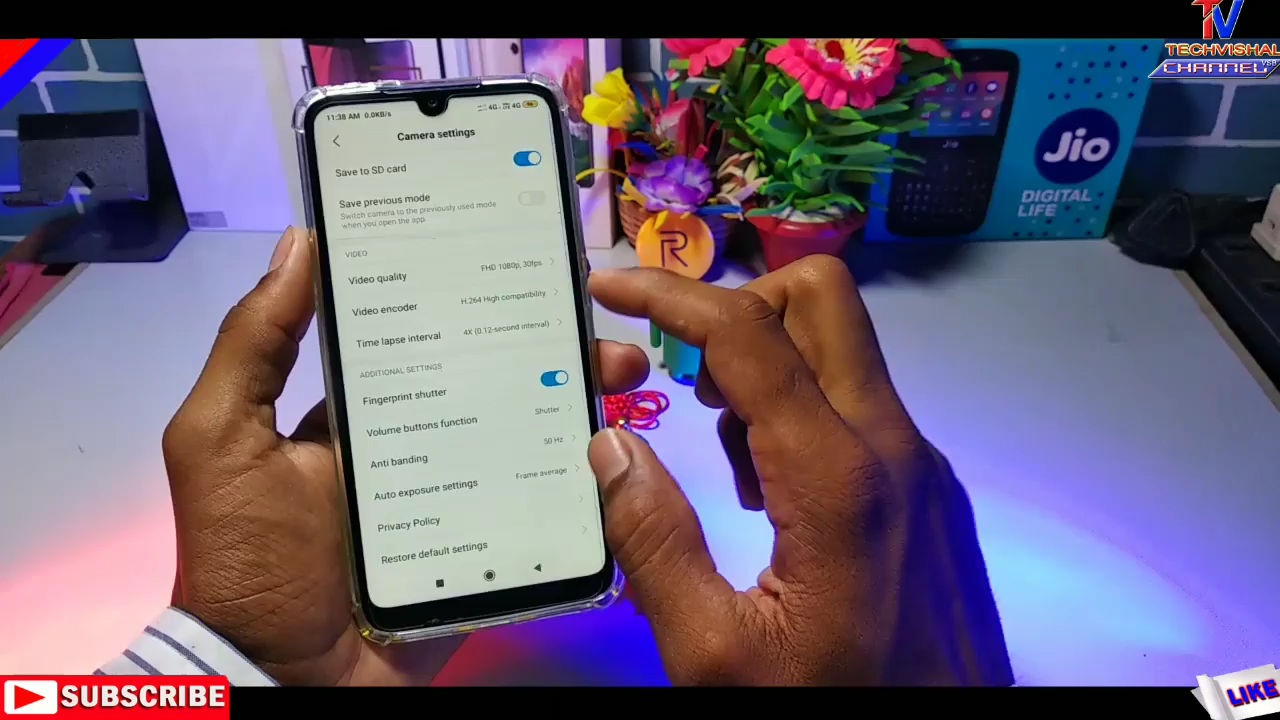 TV
TECHVISHAL
CHANNEL
11:38 AM 0.0KB/s
4G
4G
Camera settings
Save to SD card
Save previous mode
Switch camera to the previously used mode
when you open the app.
VIDEO
Video quality FHD 1080p, 30fps
Video encoder H.264 High compatibility
Time lapse interval 4X (0.12-second interval)
ADDITIONAL SETTINGS
Fingerprint shutter
Volume buttons function Shutter
Anti banding 50 Hz
Auto exposure settings Frame average
Privacy Policy
Restore default settings
R
Jio
Jio
DIGITAL
LIFE
SUBSCRIBE
LIKE